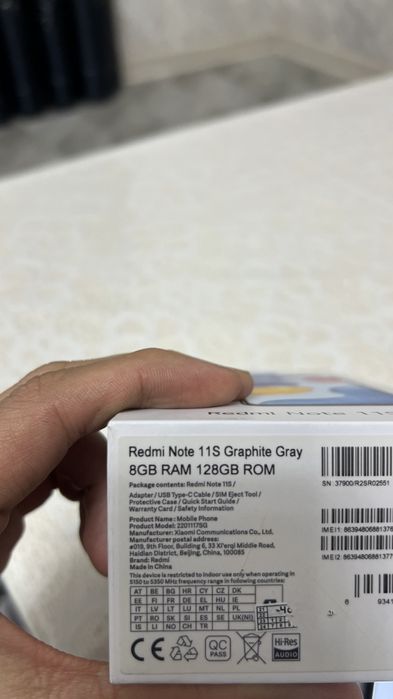 Redmi Note 11S
Redmi Note 11S Graphite Gray
8GB RAM 128GB ROM
Package contents: Redmi Note 11S /
Adapter / USB Type-C Cable / SIM Eject Tool /
Protective Case / Quick Start Guide /
Warranty Card / Safety Information
Product Name: Mobile Phone
Product Model: 2201117SG
Manufacturer: Xiaomi Communications Co., Ltd.
Manufacturer postal address:
#019, 9th Floor, Building 6, 33 Xi'erqi Middle Road,
Haidian District, Beijing, China, 100085
Brand: Redmi
Made in China
This device is restricted to indoor use only when operating in
5150 to 5350 MHz frequency range in following countries:
AT BE BG HR CY CZ DK
EE FI FR DE EL HU IE
IT LV LT LU MT NL PL
PT RO SK SI ES SE UK(NI)
IS LI NO CH TR
CE
QC
PASS
Hi-Res
AUDIO
SN: 37900/R2SR02551
IMEI1: 8639480688137
IMEI2: 8639480688137
6 9341